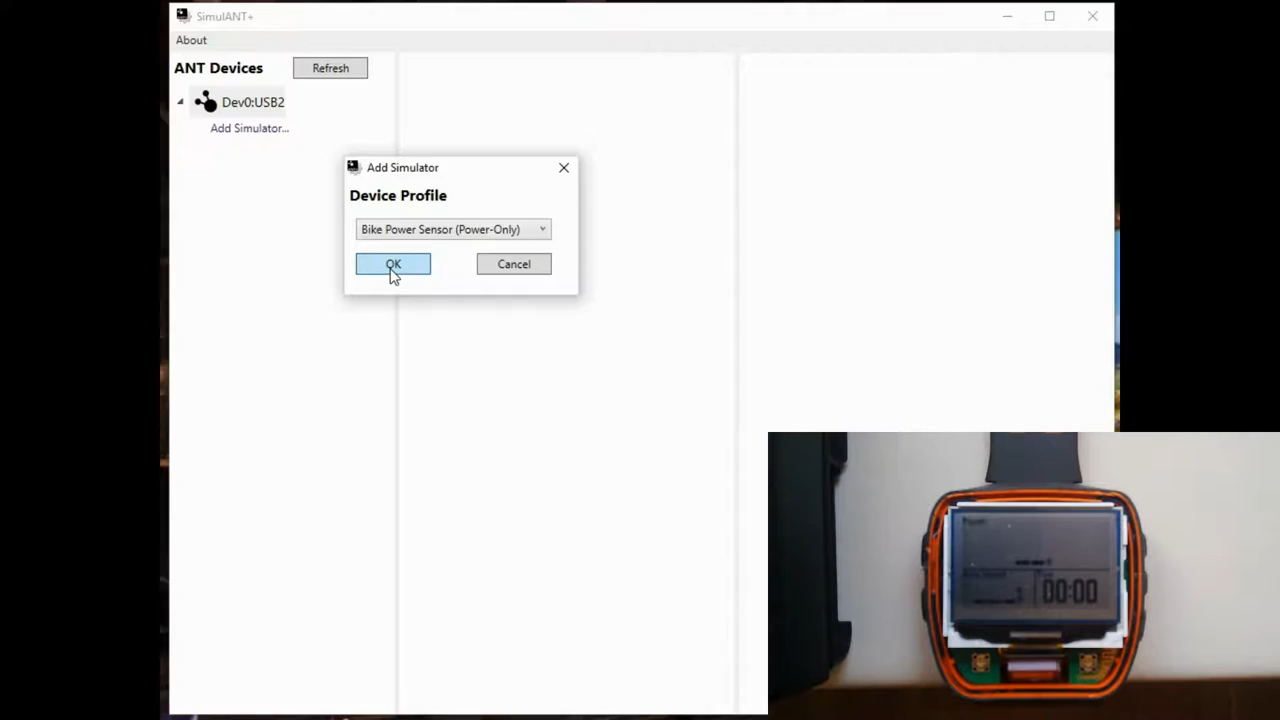 SimulANT+
About
ANT Devices
Refresh
Dev0:USB2
Add Simulator...
Add Simulator
Device Profile
Bike Power Sensor (Power-Only)
OK
Cancel
Power
00:00